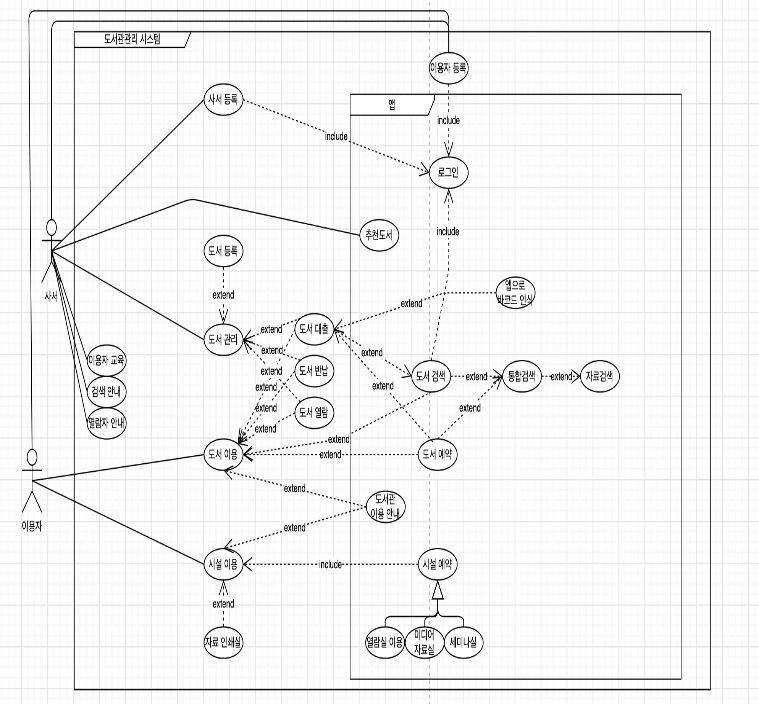 도서관관리 시스템
이용자 등록
앱
사서 등록
include
include
로그인
include
추천도서
도서 등록
사서
extend
앱으로
바코드 인식
extend
도서 대출
extend
도서 관리
extend
extend
이용자 교육
도서 반납
extend
도서 검색
extend
통합검색
extend
자료검색
extend
검색 안내
extend
extend
도서 열람
extend
열람자 안내
extend
extend
도서 이용
extend
도서 예약
extend
도서관
이용 안내
이용자
extend
시설 이용
include
시설 예약
extend
자료 인쇄실
열람실 이용
미디어
자료실
세미나실